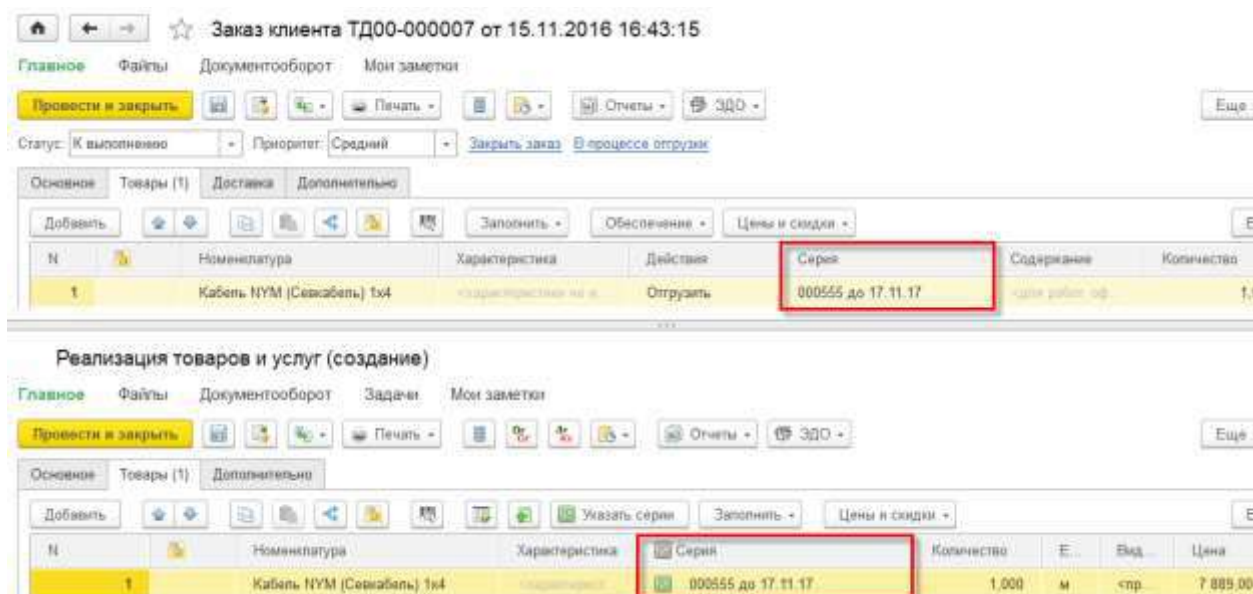 Заказ клиента ТД00-000007 от 15.11.2016 16:43:15
Главное Файлы Документооборот Мои заметки
Провести и закрыть Печать Отчеты ЭДО Еще
Статус: К выполнению Приоритет: Средний Закрыть заказ В процессе отгрузки
Основное Товары (1) Доставка Дополнительно
Добавить Заполнить Обеспечение Цены и скидки
N Номенклатура Характеристика Действия Серия Содержание Количество
1 Кабель NYM (Севкабель) 1x4 Отгрузить 000555 до 17.11.17
Реализация товаров и услуг (создание)
Главное Файлы Документооборот Задачи Мои заметки
Провести и закрыть Печать Отчеты ЭДО Еще
Основное Товары (1) Дополнительно
Добавить Указать серии Заполнить Цены и скидки
N Номенклатура Характеристика Серия Количество Е... Вид... Цена
1 Кабель NYM (Севкабель) 1x4 000555 до 17.11.17 1,000 м <пр... 7 889,00